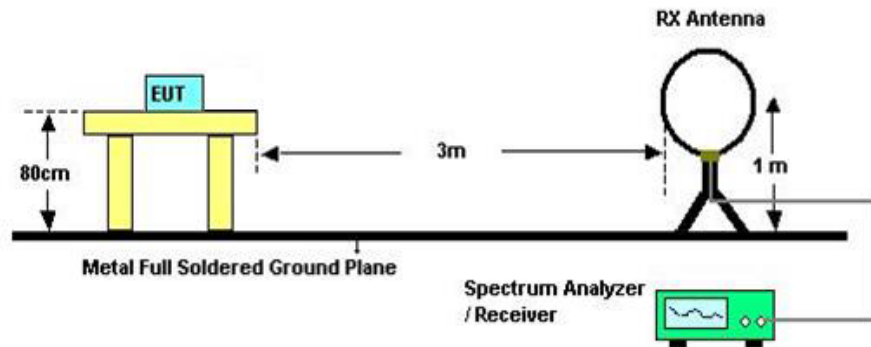 RX Antenna
EUT
3m
80cm
1 m
Metal Full Soldered Ground Plane
Spectrum Analyzer
/ Receiver